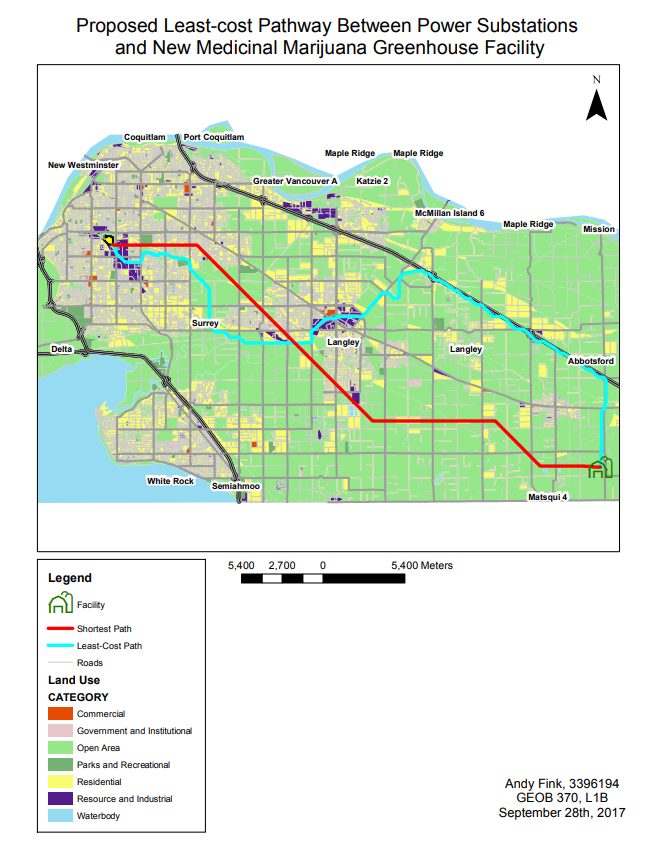 Proposed Least-cost Pathway Between Power Substations
and New Medicinal Marijuana Greenhouse Facility
N
Coquitlam
Port Coquitlam
New Westminster
Maple Ridge
Maple Ridge
Greater Vancouver A
Katzie 2
McMillan Island 6
Maple Ridge
Mission
Surrey
Delta
Langley
Langley
Abbotsford
White Rock
Semiahmoo
Matsqui 4
5,400 2,700 0 5,400 Meters
Legend
Facility
Shortest Path
Least-Cost Path
Roads
Land Use
CATEGORY
Commercial
Government and Institutional
Open Area
Parks and Recreational
Residential
Resource and Industrial
Waterbody
Andy Fink, 3396194
GEOB 370, L1B
September 28th, 2017